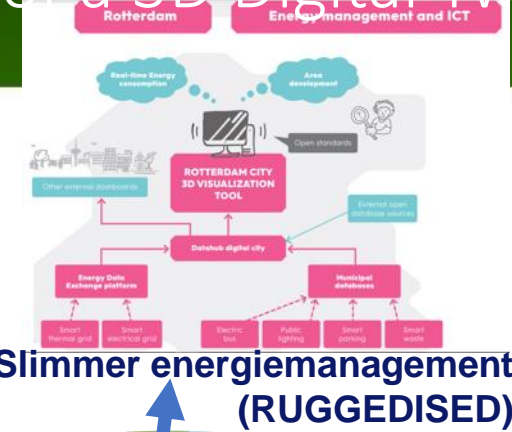 a 3D Digital
Rotterdam
Energy management and ICT
Real-time Energy
consumption
Area
development
Open standards
ROTTERDAM CITY
3D VISUALIZATION
TOOL
Other external dashboards
External open
database sources
Datahub digital city
Energy Data
Exchange platform
Municipal
databases
Smart
thermal grid
Smart
electrical grid
Electric
bus
Public
lighting
Smart
parking
Smart
waste
Slimmer energiemanagement
(RUGGEDISED)